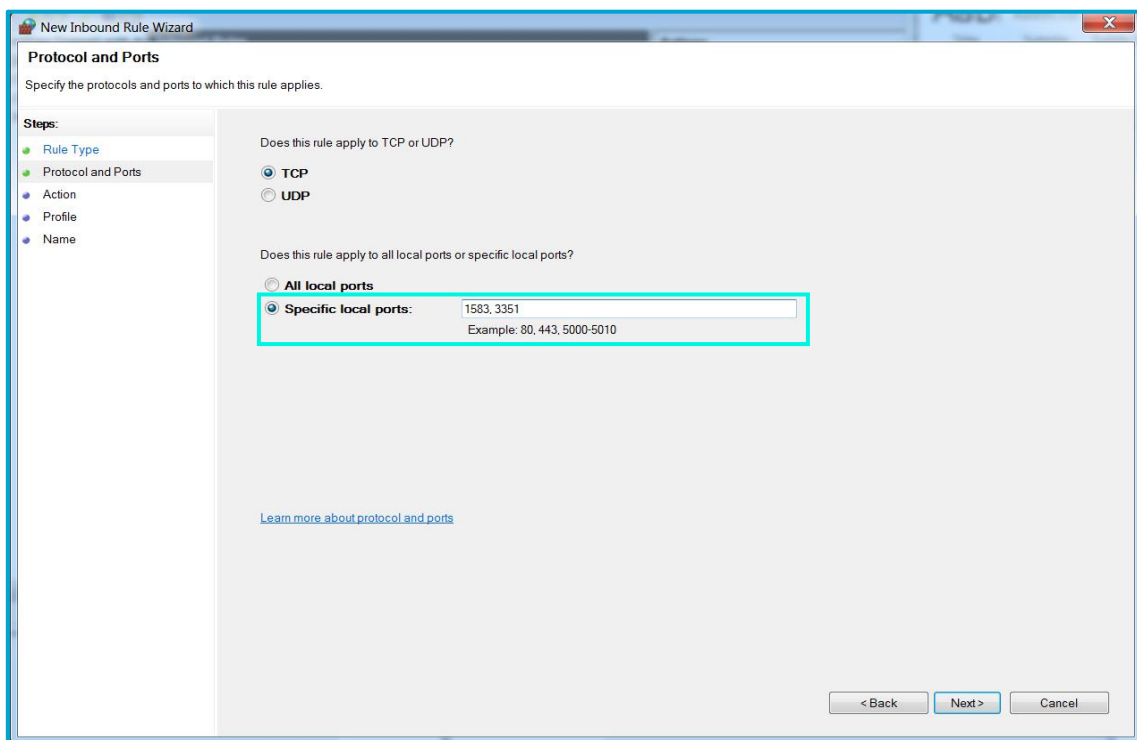 New Inbound Rule Wizard
X
Protocol and Ports
Specify the protocols and ports to which this rule applies.
Steps:
Rule Type
Protocol and Ports
Action
Profile
Name
Does this rule apply to TCP or UDP?
TCP
UDP
Does this rule apply to all local ports or specific local ports?
All local ports
Specific local ports: 1583, 3351
Example: 80, 443, 5000-5010
Learn more about protocol and ports
< Back Next > Cancel